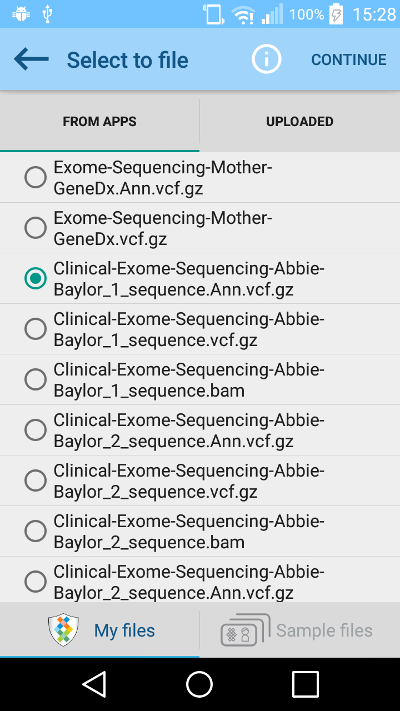 100% 15:28
Select to file CONTINUE
FROM APPS UPLOADED
Exome-Sequencing-Mother-
GeneDx.Ann.vcf.gz
Exome-Sequencing-Mother-
GeneDx.vcf.gz
Clinical-Exome-Sequencing-Abbie-
Baylor_1_sequence.Ann.vcf.gz
Clinical-Exome-Sequencing-Abbie-
Baylor_1_sequence.vcf.gz
Clinical-Exome-Sequencing-Abbie-
Baylor_1_sequence.bam
Clinical-Exome-Sequencing-Abbie-
Baylor_2_sequence.Ann.vcf.gz
Clinical-Exome-Sequencing-Abbie-
Baylor_2_sequence.vcf.gz
Clinical-Exome-Sequencing-Abbie-
Baylor_2_sequence.bam
Clinical-Exome-Sequencing-Abbie-
Baylor_2_sequence.Ann.vcf.gz
My files Sample files